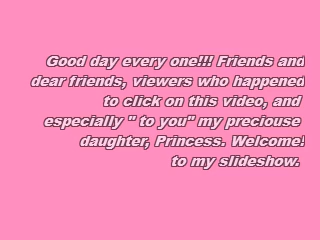 Good day every one!!! Friends and
dear friends, viewers who happened
to click on this video, and
especially " to you" my preciouse
daughter, Princess. Welcome!
to my slideshow.